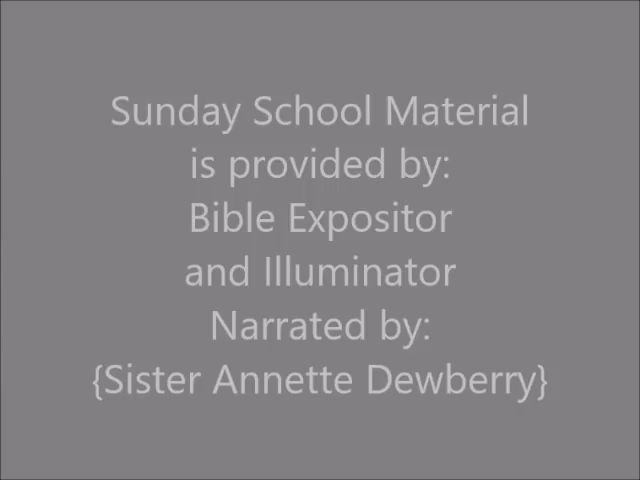 Sunday School Material
is provided by:
Bible Expositor
and Illuminator
Narrated by:
{Sister Annette Dewberry}